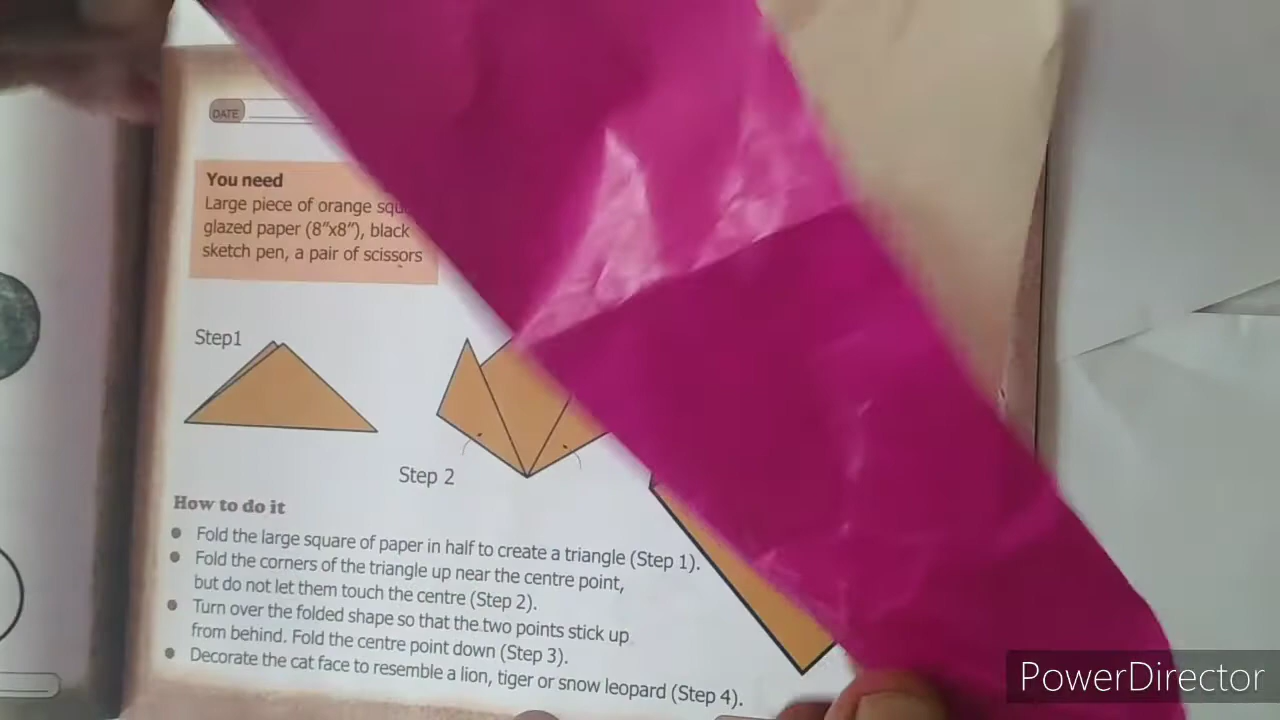 DATE
You need
Large piece of orange
glazed paper (8"x8"), black
sketch pen, a pair of scissors
Step1
Step 2
How to do it
Fold the large square of paper in half to create a triangle (Step 1).
Fold the corners of the triangle up near the centre point,
but do not let them touch the centre (Step 2).
Turn over the folded shape so that the two points stick up
from behind. Fold the centre point down (Step 3).
Decorate the cat face to resemble a lion, tiger or snow leopard (Step 4).
PowerDirector